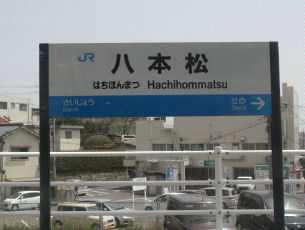 JR 八本松
はちほんまつ Hachihommatsu
さいじょう せの
Saijō Seno